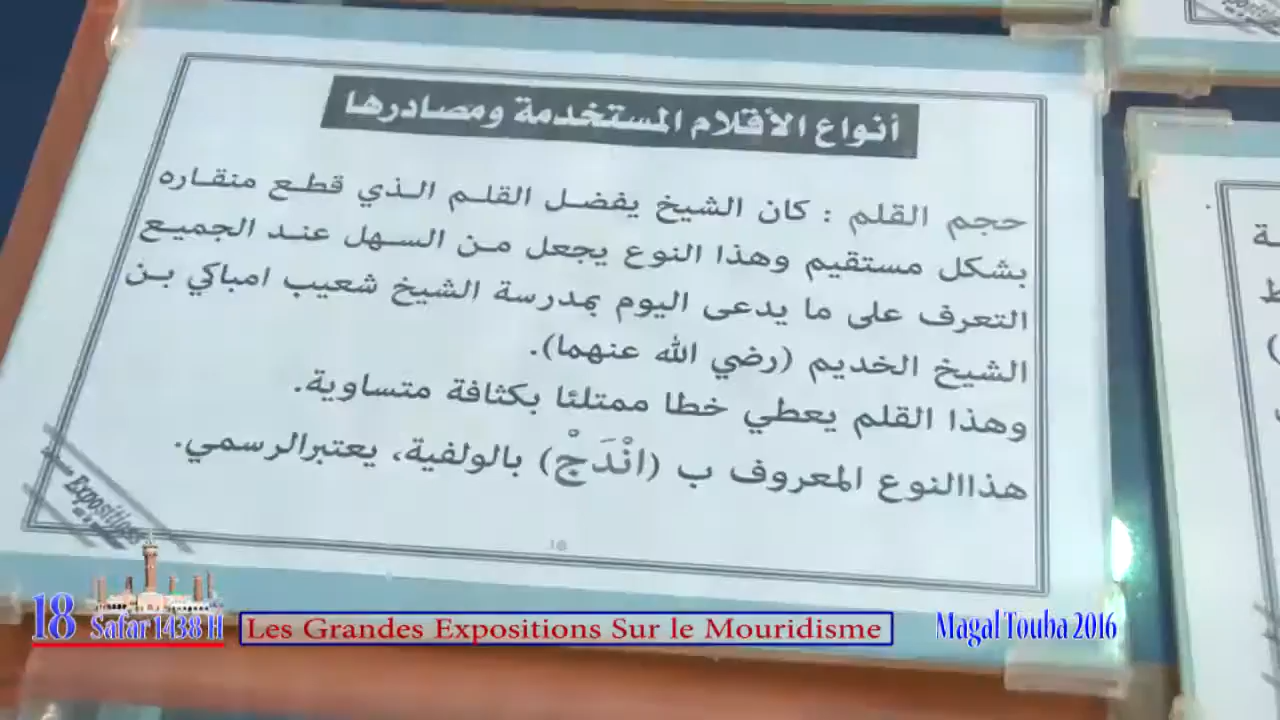 أنواع الأقلام المستخدمة ومصادرها
حجم القلم : كان الشيخ يفضل القلم الذي قطع منقاره
بشكل مستقيم وهذا النوع يجعل من السهل عند الجميع
التعرف على ما يدعى اليوم بمدرسة الشيخ شعيب امباكي بن
الشيخ الخديم (رضي الله عنهما).
وهذا القلم يعطي خطا ممتلئا بكثافة متساوية.
هذاالنوع المعروف ب (انْدَجْ) بالولفية، يعتبرالرسمي.
Expositions
18 Safar 1438 H
Les Grandes Expositions Sur le Mouridisme
Magal Touba 2016